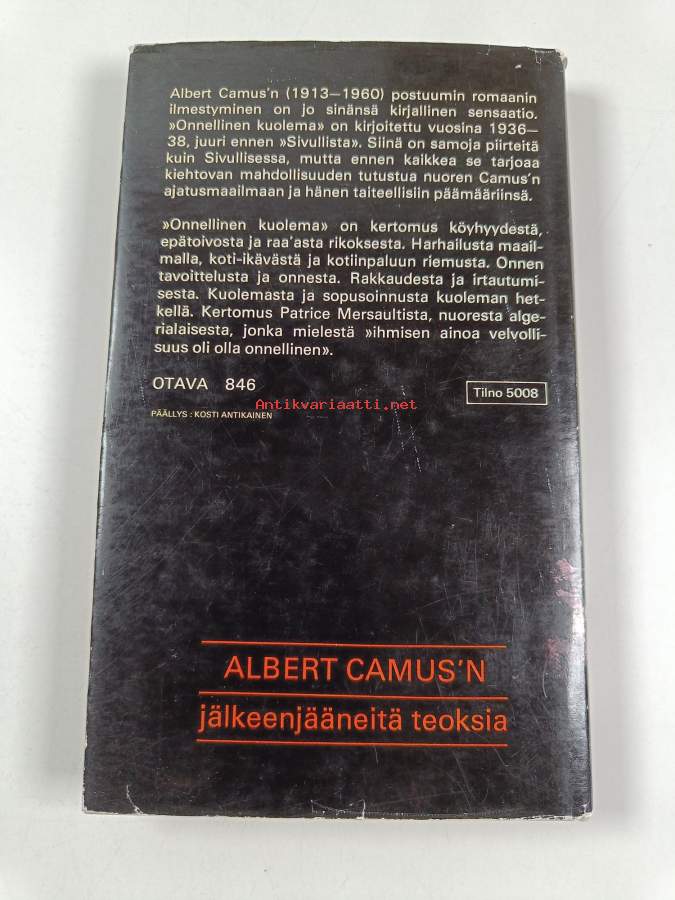 Albert Camus'n (1913—1960) postuumin romaanin
ilmestyminen on jo sinänsä kirjallinen sensaatio.
»Onnellinen kuolema» on kirjoitettu vuosina 1936—
38, juuri ennen »Sivullista». Siinä on samoja piirteitä
kuin Sivullisessa, mutta ennen kaikkea se tarjoaa
kiehtovan mahdollisuuden tutustua nuoren Camus'n
ajatusmaailmaan ja hänen taiteellisiin päämääriinsä.
»Onnellinen kuolema» on kertomus köyhyydestä,
epätoivosta ja raa'asta rikoksesta. Harhailusta maail-
malla, koti-ikävästä ja kotiinpaluun riemusta. Onnen
tavoittelusta ja onnesta. Rakkaudesta ja irtautumi-
sesta. Kuolemasta ja sopusoinnusta kuoleman het-
kellä. Kertomus Patrice Mersaultista, nuoresta alge-
rialaisesta, jonka mielestä »ihmisen ainoa velvolli-
suus oli olla onnellinen».
OTAVA 846
Tilno 5008
Antikvariaatti.net
PÄÄLLYS : KOSTI ANTIKAINEN
ALBERT CAMUS'N
jälkeenjääneitä teoksia